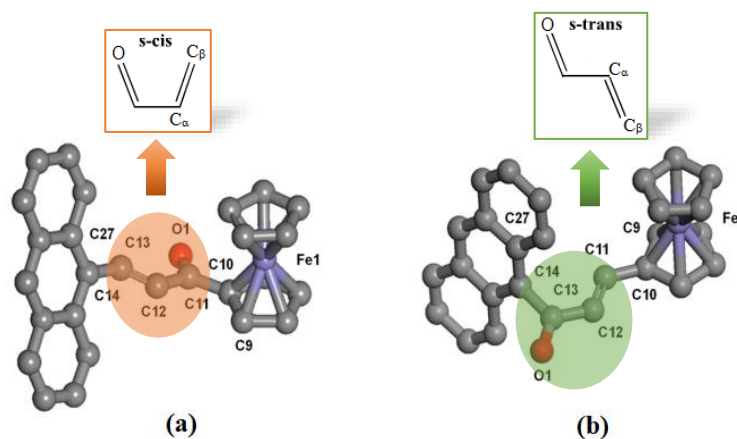 s-cis
O
Cβ
Cα
s-trans
O
Cα
Cβ
C27
C13
O1
C10
Fe1
C14
C12
C11
C9
(a)
C27
C9
Fe
C11
C14
C13
C10
C12
O1
(b)